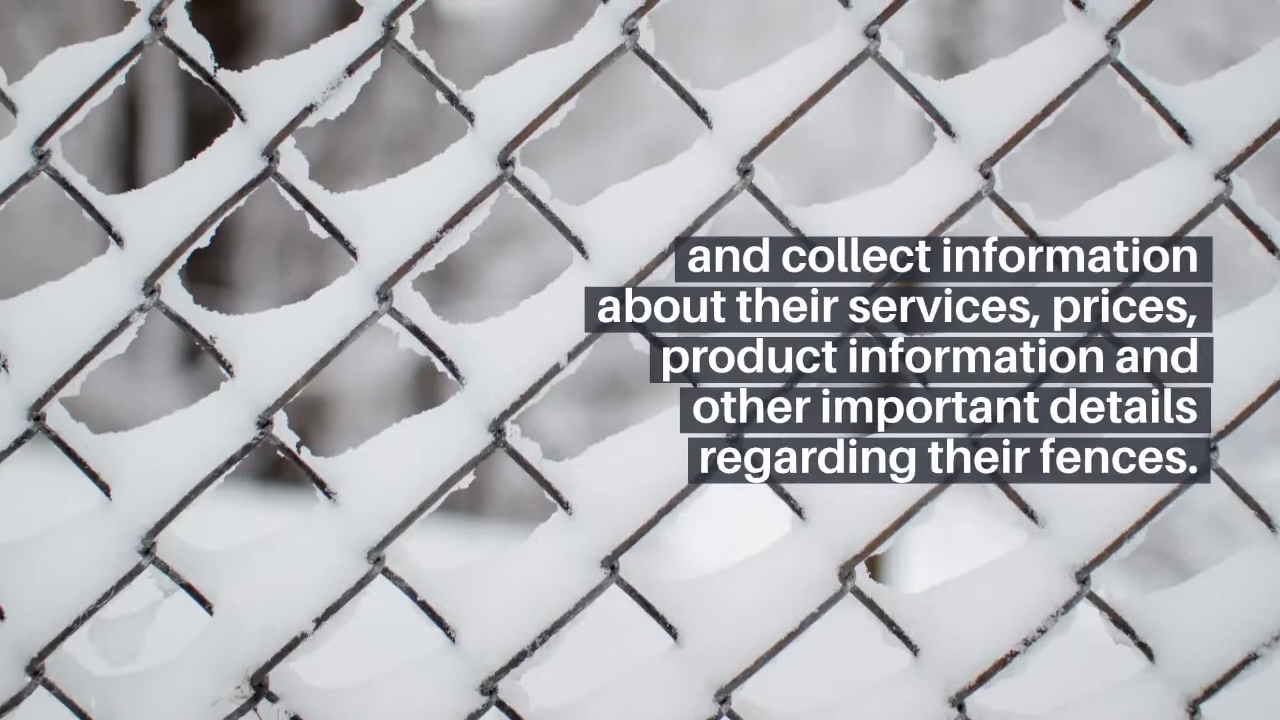 and collect information
about their services, prices,
product information and
other important details
regarding their fences.